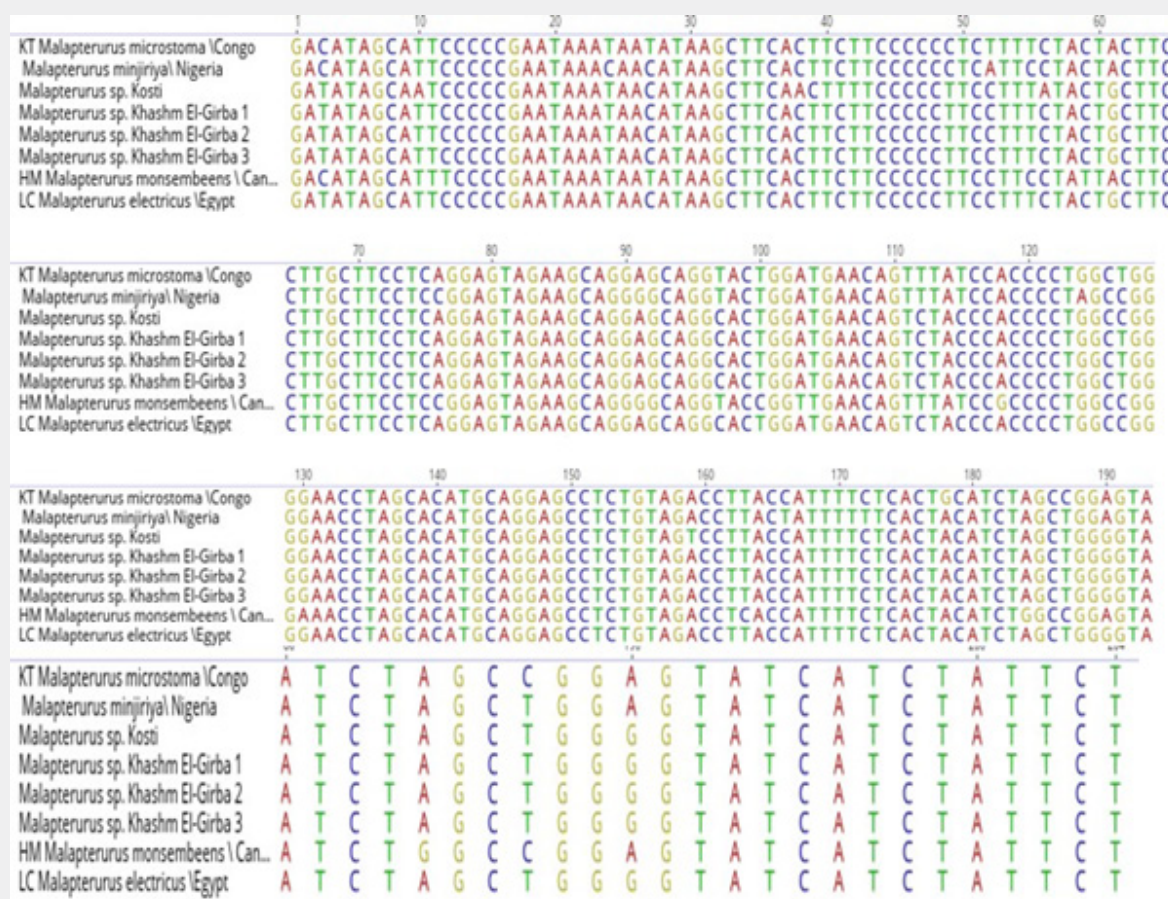 1 10 20 30 40 50 60
KT Malapterurus microstoma \Congo GACATAGCATTCCCCCGAATAAATAATATAAGCTTCACTTCTTCCCCCCTCTTTTCTACTACTTC
Malapterurus minjiriya\ Nigeria GACATAGCATTCCCCCGAATAAACAACATAAGCTTCACTTCTTCCCCCCTCATTCCTACTACTTC
Malapterurus sp. Kosti GATATAGCAATCCCCCGAATAAATAACATAAGCTTCAACTTTTCCCCCTTCCTTTATACTGCTTC
Malapterurus sp. Khashm El-Girba 1 GATATAGCATTCCCCCGAATAAATAACATAAGCTTCACTTCTTCCCCCTTCCTTTCTACTGCTTC
Malapterurus sp. Khashm El-Girba 2 GATATAGCATTCCCCCGAATAAATAACATAAGCTTCACTTCTTCCCCCTTCCTTTCTACTGCTTC
Malapterurus sp. Khashm El-Girba 3 GATATAGCATTCCCCCGAATAAATAACATAAGCTTCACTTCTTCCCCCTTCCTTTCTACTGCTTC
HM Malapterurus monsembeens \ Can... GACATAGCATTTCCCCGAATAAATAATATAAGCTTCACTTCTTCCCCCTTCCTTCCTATTACTTC
LC Malapterurus electricus \Egypt GATATAGCATTCCCCCGAATAAATAACATAAGCTTCACTTCTTCCCCCTTCCTTTCTACTGCTTC
70 80 90 100 110 120
KT Malapterurus microstoma \Congo CTTGCTTCCTCAGGAGTAGAAGCAGGAGCAGGTACTGGATGAACAGTTTATCCACCCCTGGCTGG
Malapterurus minjiriya\ Nigeria CTTGCTTCCTCCGGAGTAGAAGCAGGGGCAGGTACTGGATGAACAGTTTATCCACCCCTAGCCGG
Malapterurus sp. Kosti CTTGCTTCCTCAGGAGTAGAAGCAGGAGCAGGCACTGGATGAACAGTCTACCCACCCCTGGCCGG
Malapterurus sp. Khashm El-Girba 1 CTTGCTTCCTCAGGAGTAGAAGCAGGAGCAGGCACTGGATGAACAGTCTACCCACCCCTGGCTGG
Malapterurus sp. Khashm El-Girba 2 CTTGCTTCCTCAGGAGTAGAAGCAGGAGCAGGCACTGGATGAACAGTCTACCCACCCCTGGCTGG
Malapterurus sp. Khashm El-Girba 3 CTTGCTTCCTCAGGAGTAGAAGCAGGAGCAGGCACTGGATGAACAGTCTACCCACCCCTGGCTGG
HM Malapterurus monsembeens \ Can... CTTGCTTCCTCCGGAGTAGAAGCAGGGGCAGGTACCGGTTGAACAGTTTATCCGCCCCTGGCCGG
LC Malapterurus electricus \Egypt CTTGCTTCCTCAGGAGTAGAAGCAGGAGCAGGCACTGGATGAACAGTCTACCCACCCCTGGCCGG
130 140 150 160 170 180 190
KT Malapterurus microstoma \Congo GGAACCTAGCACATGCAGGAGCCTCTGTAGACCTTACCATTTTCTCACTGCATCTAGCCGGAGTA
Malapterurus minjiriya\ Nigeria GGAACCTAGCACATGCAGGAGCCTCTGTAGACCTTACTATTTTTTCACTACATCTAGCTGGAGTA
Malapterurus sp. Kosti GGAACCTAGCACATGCAGGAGCCTCTGTAGTCCTTACCATTTTCTCACTACATCTAGCTGGGGTA
Malapterurus sp. Khashm El-Girba 1 GGAACCTAGCACATGCAGGAGCCTCTGTAGACCTTACCATTTTCTCACTACATCTAGCTGGGGTA
Malapterurus sp. Khashm El-Girba 2 GGAACCTAGCACATGCAGGAGCCTCTGTAGACCTTACCATTTTCTCACTACATCTAGCTGGGGTA
Malapterurus sp. Khashm El-Girba 3 GGAACCTAGCACATGCAGGAGCCTCTGTAGACCTTACCATTTTCTCACTACATCTAGCTGGGGTA
HM Malapterurus monsembeens \ Can... GAAACCTAGCACATGCAGGAGCCTCTGTAGACCTCACCATTTTCTCACTACATCTGGCCGGAGTA
LC Malapterurus electricus \Egypt GGAACCTAGCACATGCAGGAGCCTCTGTAGACCTTACCATTTTCTCACTACATCTAGCTGGGGTA
KT Malapterurus microstoma \Congo A T C T A G C C G G A G T A T C A T C T A T T C T
Malapterurus minjiriya\ Nigeria A T C T A G C T G G A G T A T C A T C T A T T C T
Malapterurus sp. Kosti A T C T A G C T G G G G T A T C A T C T A T T C T
Malapterurus sp. Khashm El-Girba 1 A T C T A G C T G G G G T A T C A T C T A T T C T
Malapterurus sp. Khashm El-Girba 2 A T C T A G C T G G G G T A T C A T C T A T T C T
Malapterurus sp. Khashm El-Girba 3 A T C T A G C T G G G G T A T C A T C T A T T C T
HM Malapterurus monsembeens \ Can... A T C T G G C C G G A G T A T C A T C T A T T C T
LC Malapterurus electricus \Egypt A T C T A G C T G G G G T A T C A T C T A T T C T